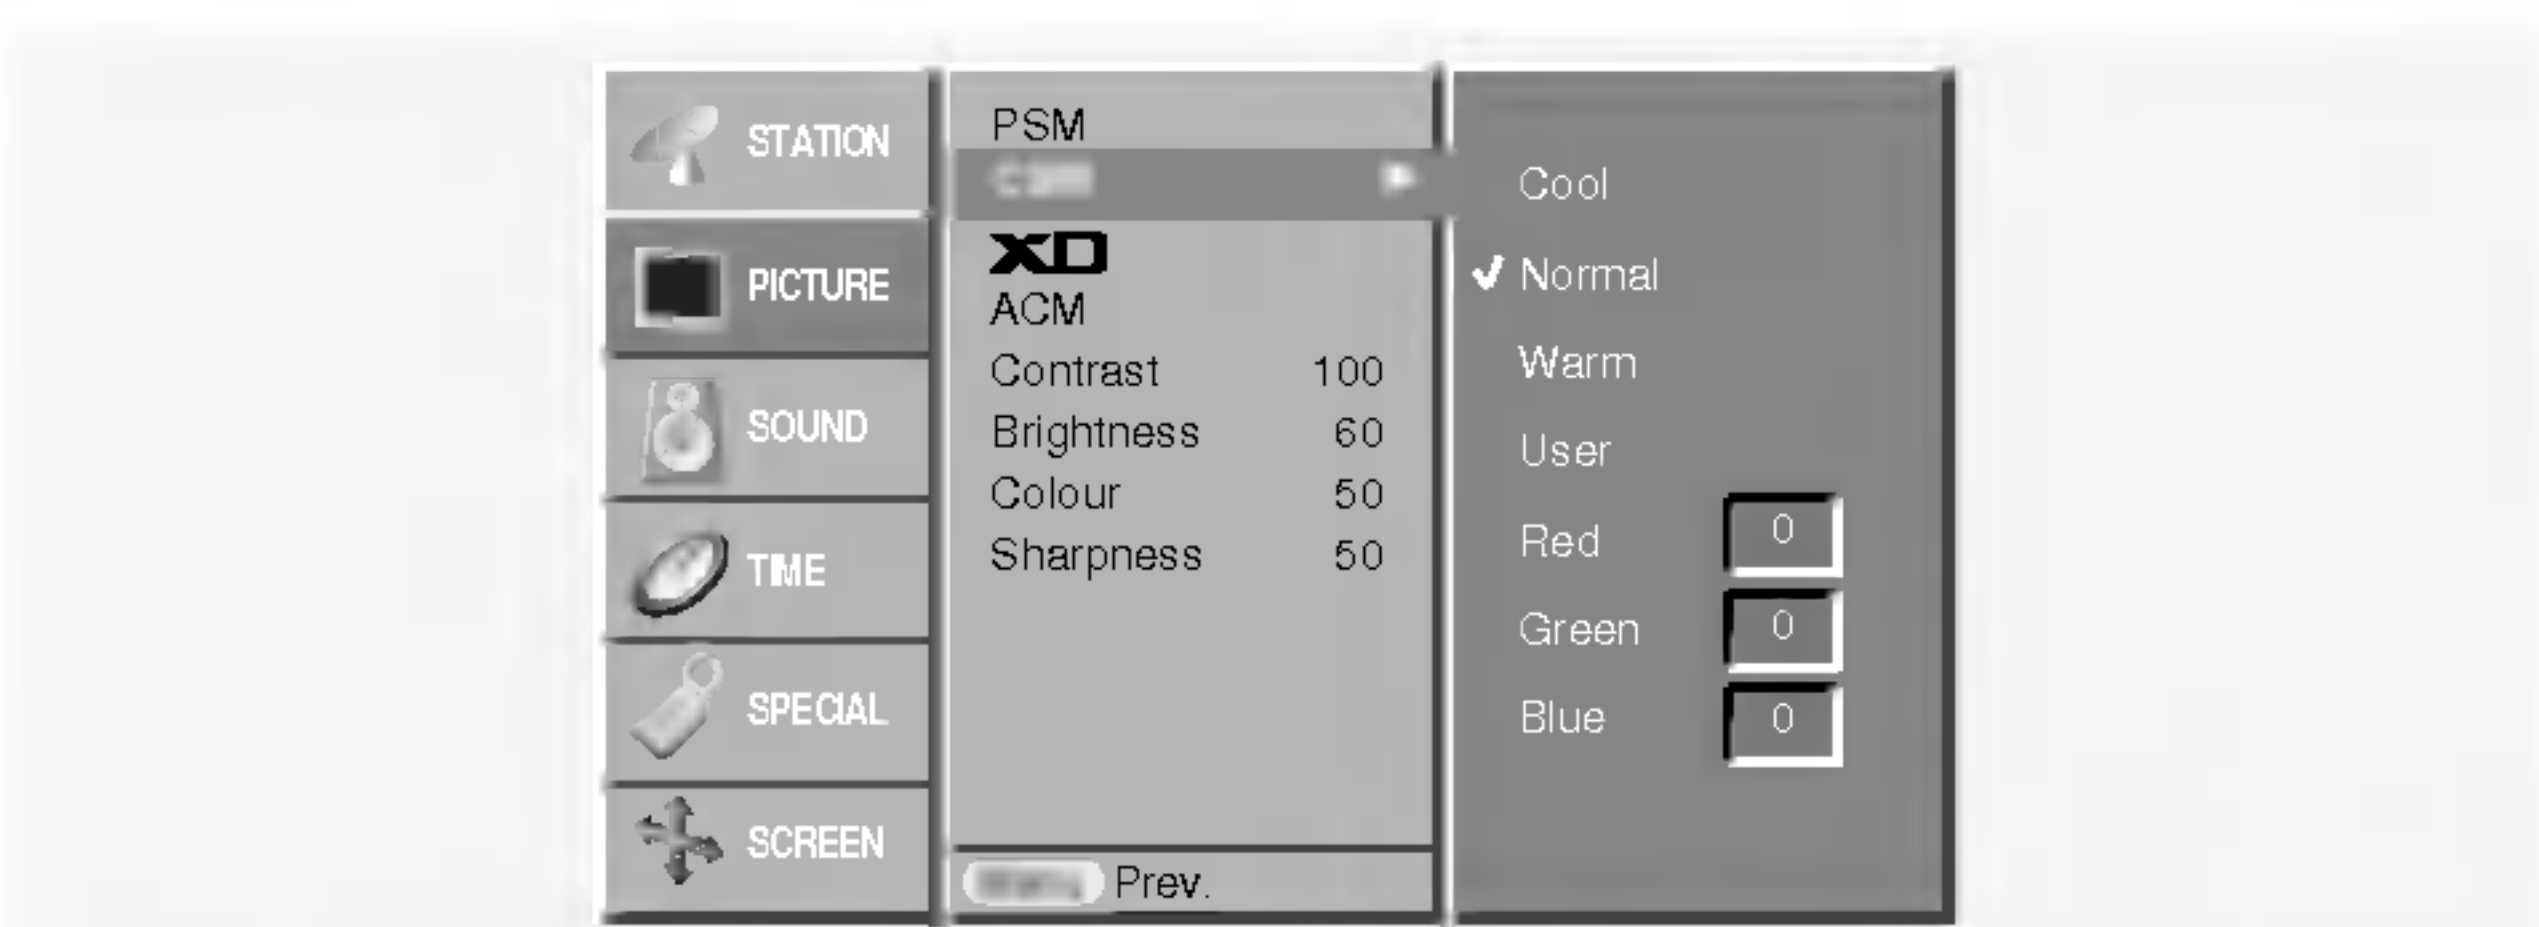 STATION
PICTURE
SOUND
TIME
SPECIAL
SCREEN
PSM
XD
ACM
Contrast 100
Brightness 60
Colour 50
Sharpness 50
Prev.
Cool
Normal
Warm
User
Red 0
Green 0
Blue 0